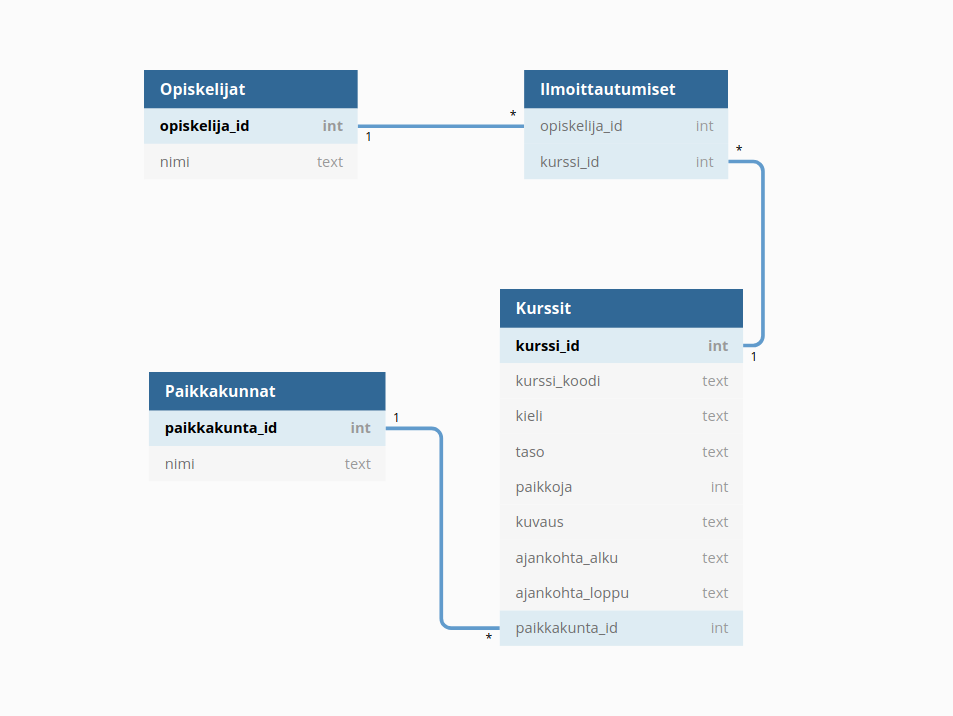 Opiskelijat
opiskelija_id int
nimi text
1
*
Ilmoittautumiset
opiskelija_id int
kurssi_id int
*
1
Kurssit
kurssi_id int
kurssi_koodi text
kieli text
taso text
paikkoja int
kuvaus text
ajankohta_alku text
ajankohta_loppu text
paikkakunta_id int
Paikkakunnat
paikkakunta_id int
nimi text
1
*